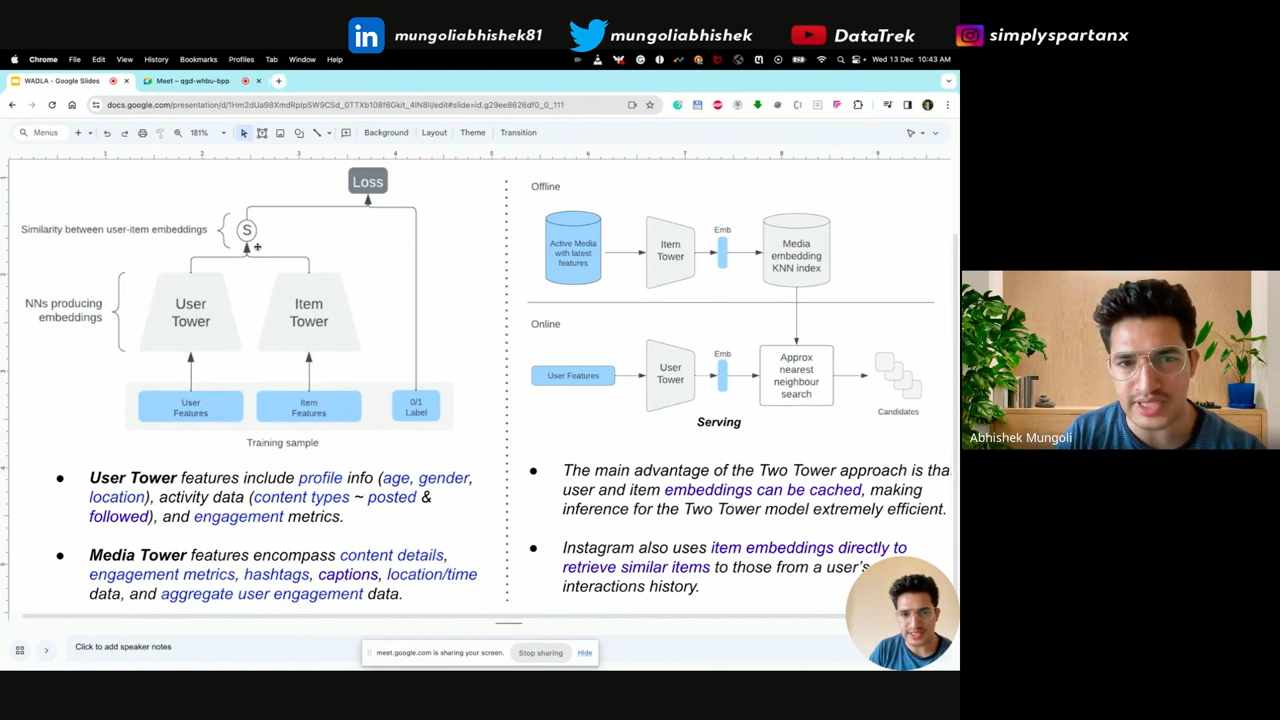 mungoliabhishek81
mungoliabhishek
DataTrek
simplyspartanx
Chrome File Edit View History Bookmarks Profiles Tab Window Help
Wed 13 Dec 10:43 AM
WADLA - Google Slides
Meet – qgd-whbu-bpp
Menus
181%
Background
Layout
Theme
Transition
1 2 3 4 5 6 7 8 9
Loss
Similarity between user-item embeddings
S
NNs producing
embeddings
User
Tower
Item
Tower
User
Features
Item
Features
0/1
Label
Training sample
● User Tower features include profile info (age, gender,
location), activity data (content types ~ posted &
followed), and engagement metrics.
● Media Tower features encompass content details,
engagement metrics, hashtags, captions, location/time
data, and aggregate user engagement data.
Offline
Active Media
with latest
features
Item
Tower
Emb
Media
embedding
KNN index
Online
User Features
User
Tower
Emb
Approx
nearest
neighbour
search
Candidates
Serving
● The main advantage of the Two Tower approach is tha
user and item embeddings can be cached, making
inference for the Two Tower model extremely efficient.
● Instagram also uses item embeddings directly to
retrieve similar items to those from a user's
interactions history.
Click to add speaker notes
meet.google.com is sharing your screen.
Stop sharing
Hide
Abhishek Mungoli